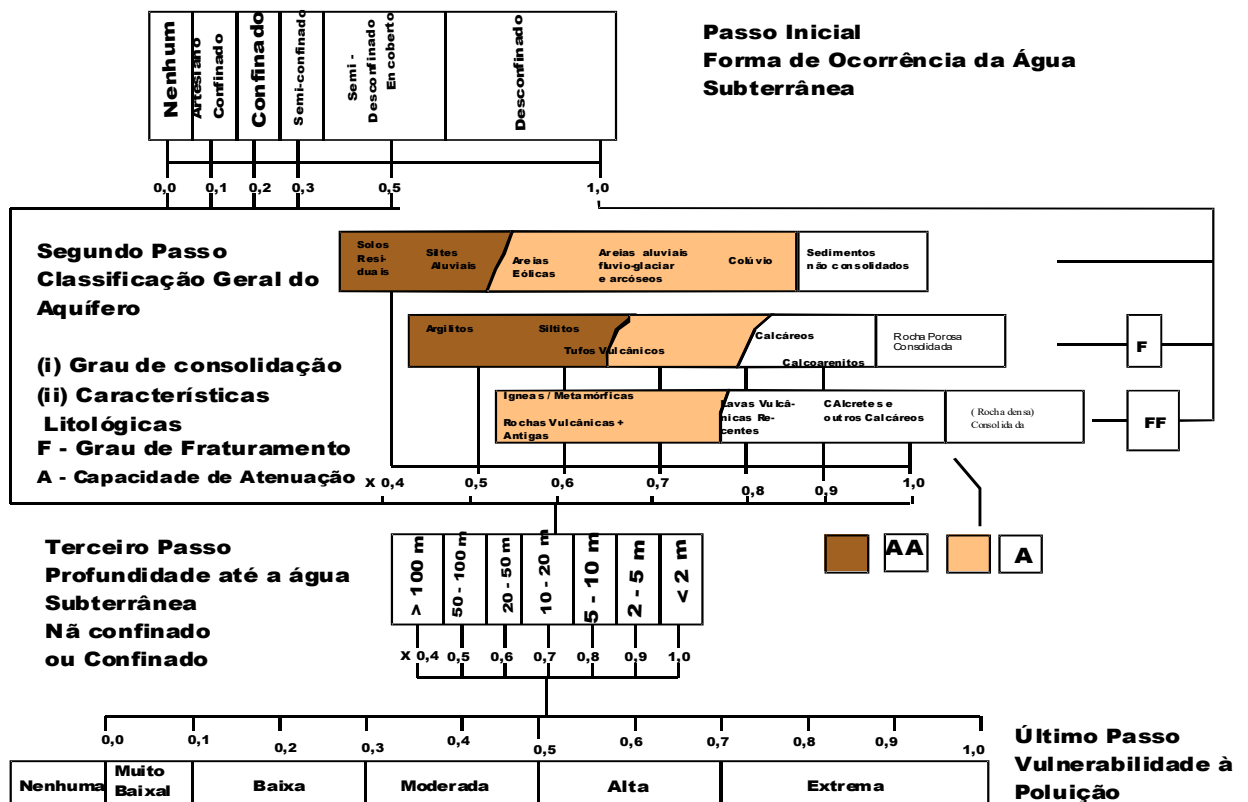 Nenhum
Artesiano
Confinado
Confinado
Semi-confinado
Semi -
Desconfinado
Encoberto
Desconfinado
Passo Inicial
Forma de Ocorrência da Água
Subterrânea
0,0 0,1 0,2 0,3 0,5 1,0
Segundo Passo
Classificação Geral do
Aquífero
(i) Grau de consolidação
(ii) Características
Litológicas
F - Grau de Fraturamento
A - Capacidade de Atenuação
Solos
Resi-
duais
Siltes
Aluviais
Areias
Eólicas
Areias aluviais
fluvio-glaciar
e arcóseos
Colúvio
Sedimentos
não consolidados
Argilitos
Siltitos
Tufos Vulcânicos
Calcáreos
Calcoarenitos
Rocha Porosa
Consolidada
F
Igneas / Metamórficas
Rochas Vulcânicas +
Antigas
Lavas Vulcâ-
nicas Re-
centes
CAlcretes e
outros Calcáreos
( Rocha densa)
Consolidada
FF
x 0,4 0,5 0,6 0,7 0,8 0,9 1,0
AA
A
Terceiro Passo
Profundidade até a água
Subterrânea
Nã confinado
ou Confinado
> 100 m
50 - 100 m
20 - 50 m
10 - 20 m
5 - 10 m
2 - 5 m
< 2 m
X 0,4 0,5 0,6 0,7 0,8 0,9 1,0
0,0 0,1 0,2 0,3 0,4 0,5 0,6 0,7 0,8 0,9 1,0
Último Passo
Vulnerabilidade à
Poluição
Nenhuma
Muito
Baixal
Baixa
Moderada
Alta
Extrema